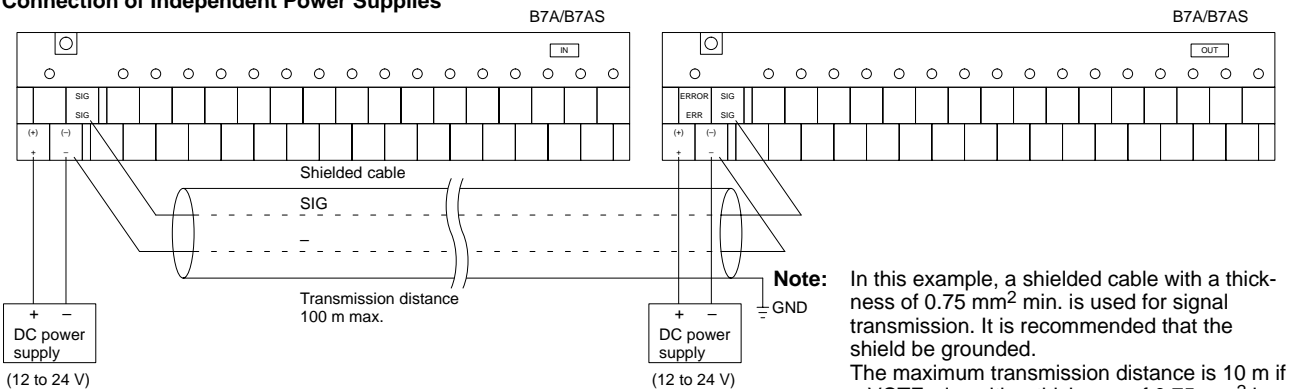 Connection of Independent Power Supplies
B7A/B7AS
B7A/B7AS
IN
OUT
SIG
SIG
(+) (–)
+ –
ERROR SIG
ERR SIG
(+) (–)
+ –
Shielded cable
SIG
–
Transmission distance
100 m max.
+ –
DC power
supply
(12 to 24 V)
+ –
DC power
supply
(12 to 24 V)
GND
Note: In this example, a shielded cable with a thick-
ness of 0.75 mm² min. is used for signal
transmission. It is recommended that the
shield be grounded.
The maximum transmission distance is 10 m if